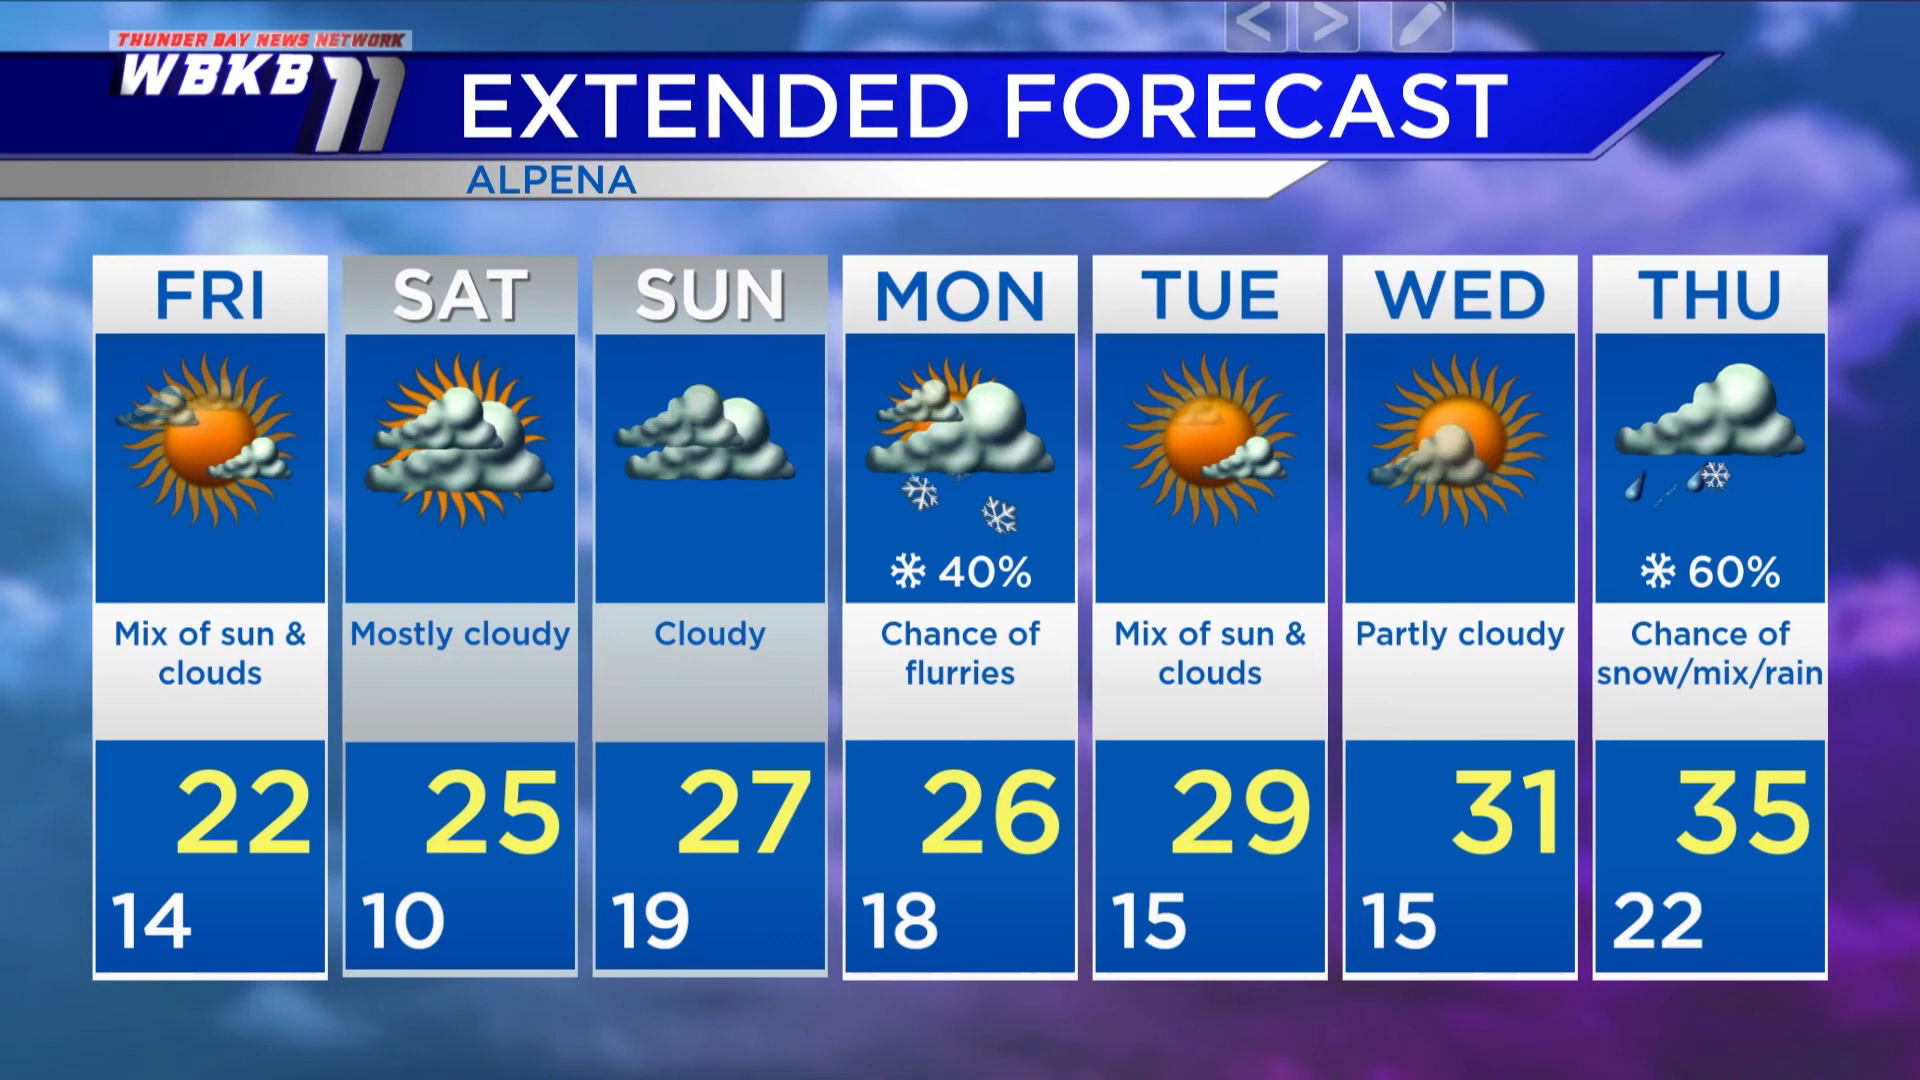 THUNDER BAY NEWS NETWORK
WBKB 11
EXTENDED FORECAST
ALPENA
FRI
Mix of sun &
clouds
22
14
SAT
Mostly cloudy
25
10
SUN
Cloudy
27
19
MON
40%
Chance of
flurries
26
18
TUE
Mix of sun &
clouds
29
15
WED
Partly cloudy
31
15
THU
60%
Chance of
snow/mix/rain
35
22